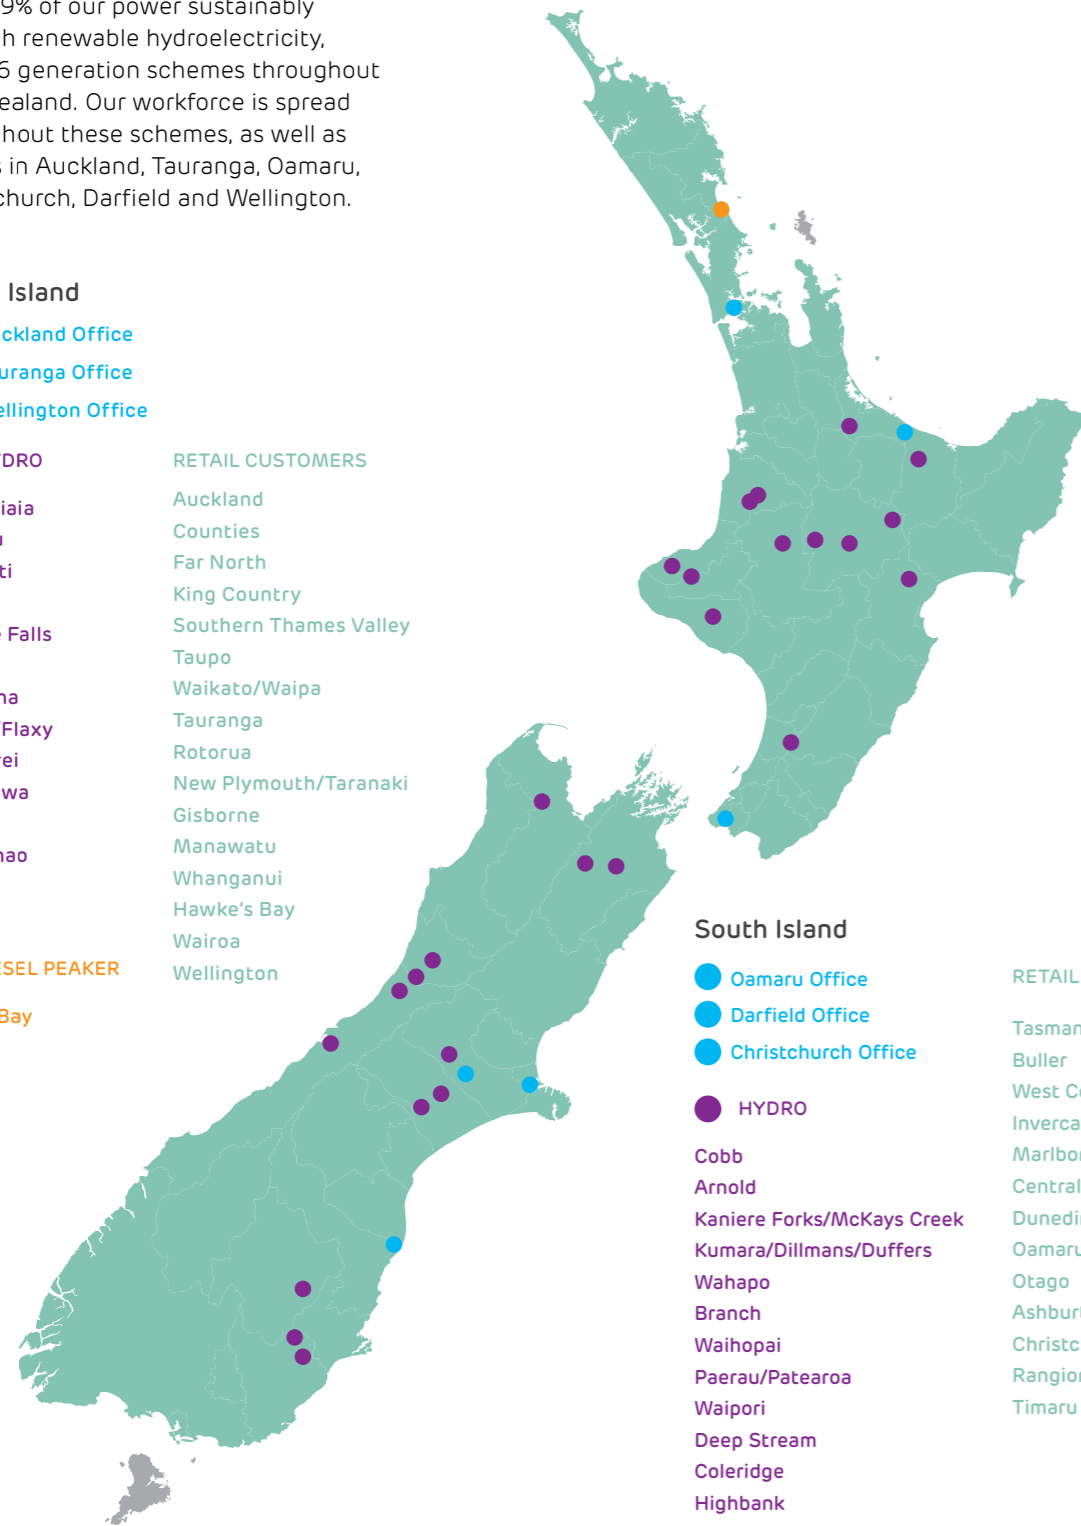 9% of our power sustainably
h renewable hydroelectricity,
6 generation schemes throughout
ealand. Our workforce is spread
hout these schemes, as well as
s in Auckland, Tauranga, Oamaru,
church, Darfield and Wellington.
Island
ckland Office
uranga Office
ellington Office
DRO
iaia
ti
Falls
na
/Flaxy
rei
wa
nao
ESEL PEAKER
Bay
RETAIL CUSTOMERS
Auckland
Counties
Far North
King Country
Southern Thames Valley
Taupo
Waikato/Waipa
Tauranga
Rotorua
New Plymouth/Taranaki
Gisborne
Manawatu
Whanganui
Hawke's Bay
Wairoa
Wellington
South Island
Oamaru Office
Darfield Office
Christchurch Office
HYDRO
Cobb
Arnold
Kaniere Forks/McKays Creek
Kumara/Dillmans/Duffers
Wahapo
Branch
Waihopai
Paerau/Patearoa
Waipori
Deep Stream
Coleridge
Highbank
RETAIL
Tasman
Buller
West C
Inverca
Marlbor
Central
Dunedi
Oamaru
Otago
Ashbur
Christc
Rangior
Timaru